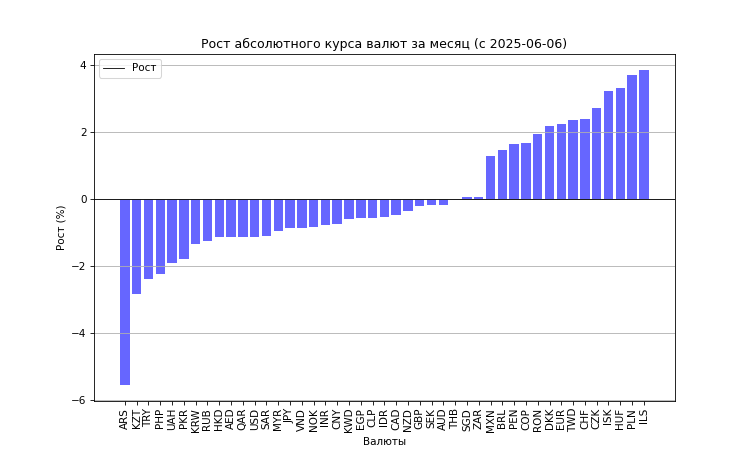 Рост абсолютного курса валют за месяц (с 2025-06-06)
Рост
4
2
0
−2
−4
−6
Рост (%)
ARS KZT TRY PHP UAH PKR KRW RUB HKD AED QAR USD SAR MYR JPY VND NOK INR CNY KWD EGP CLP IDR CAD NZD GBP SEK AUD THB SGD ZAR MXN BRL PEN COP RON DKK EUR TWD CHF CZK ISK HUF PLN ILS
Валюты